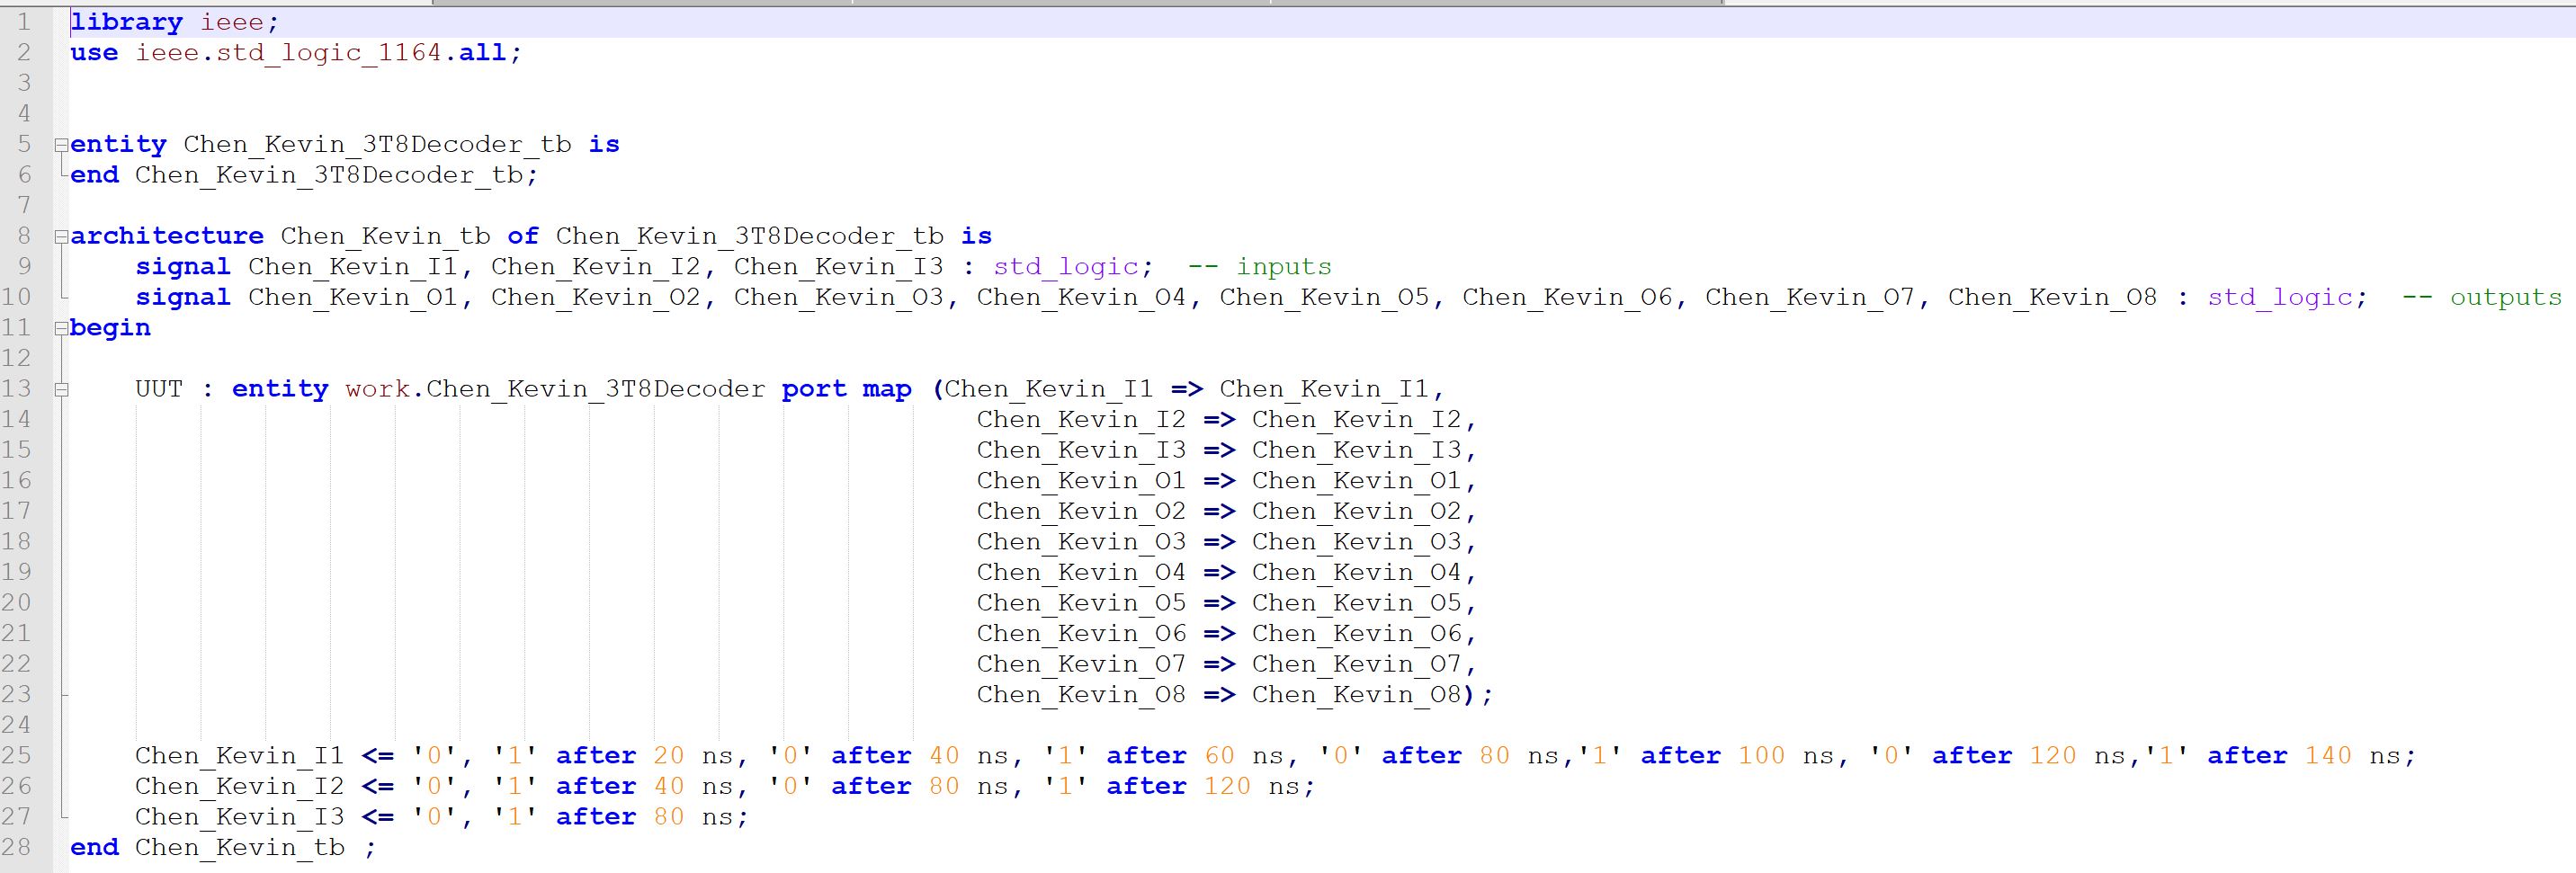 1 library ieee;
2 use ieee.std_logic_1164.all;
3
4
5 entity Chen_Kevin_3T8Decoder_tb is
6 end Chen_Kevin_3T8Decoder_tb;
7
8 architecture Chen_Kevin_tb of Chen_Kevin_3T8Decoder_tb is
9 signal Chen_Kevin_I1, Chen_Kevin_I2, Chen_Kevin_I3 : std_logic; -- inputs
10 signal Chen_Kevin_O1, Chen_Kevin_O2, Chen_Kevin_O3, Chen_Kevin_O4, Chen_Kevin_O5, Chen_Kevin_O6, Chen_Kevin_O7, Chen_Kevin_O8 : std_logic; -- outputs
11 begin
12
13 UUT : entity work.Chen_Kevin_3T8Decoder port map (Chen_Kevin_I1 => Chen_Kevin_I1,
14 Chen_Kevin_I2 => Chen_Kevin_I2,
15 Chen_Kevin_I3 => Chen_Kevin_I3,
16 Chen_Kevin_O1 => Chen_Kevin_O1,
17 Chen_Kevin_O2 => Chen_Kevin_O2,
18 Chen_Kevin_O3 => Chen_Kevin_O3,
19 Chen_Kevin_O4 => Chen_Kevin_O4,
20 Chen_Kevin_O5 => Chen_Kevin_O5,
21 Chen_Kevin_O6 => Chen_Kevin_O6,
22 Chen_Kevin_O7 => Chen_Kevin_O7,
23 Chen_Kevin_O8 => Chen_Kevin_O8);
24
25 Chen_Kevin_I1 <= '0', '1' after 20 ns, '0' after 40 ns, '1' after 60 ns, '0' after 80 ns,'1' after 100 ns, '0' after 120 ns,'1' after 140 ns;
26 Chen_Kevin_I2 <= '0', '1' after 40 ns, '0' after 80 ns, '1' after 120 ns;
27 Chen_Kevin_I3 <= '0', '1' after 80 ns;
28 end Chen_Kevin_tb ;